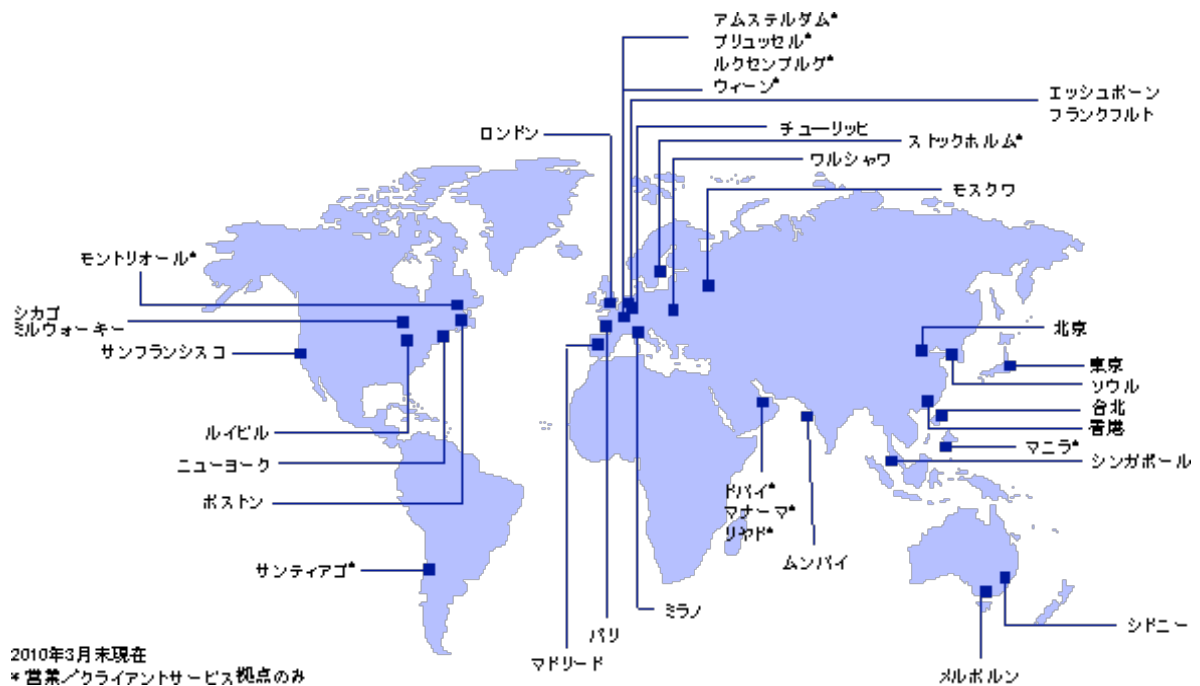 アムステルダム*
ブリュッセル*
ルクセンブルグ*
ウィーン*
エッシュボーン
フランクフルト
チューリッヒ
ロンドン
ストックホルム*
ワルシャワ
モスクワ
モントリオール*
シカゴ
ミルウォーキー
サンフランシスコ
北京
東京
ソウル
台北
香港
マニラ*
シンガポール
ルイビル
ニューヨーク
ボストン
ドバイ*
マナーマ*
リヤド*
ムンバイ
サンティアゴ*
ミラノ
パリ
マドリード
シドニー
メルボルン
2010年3月末現在
* 営業／クライアントサービス拠点のみ